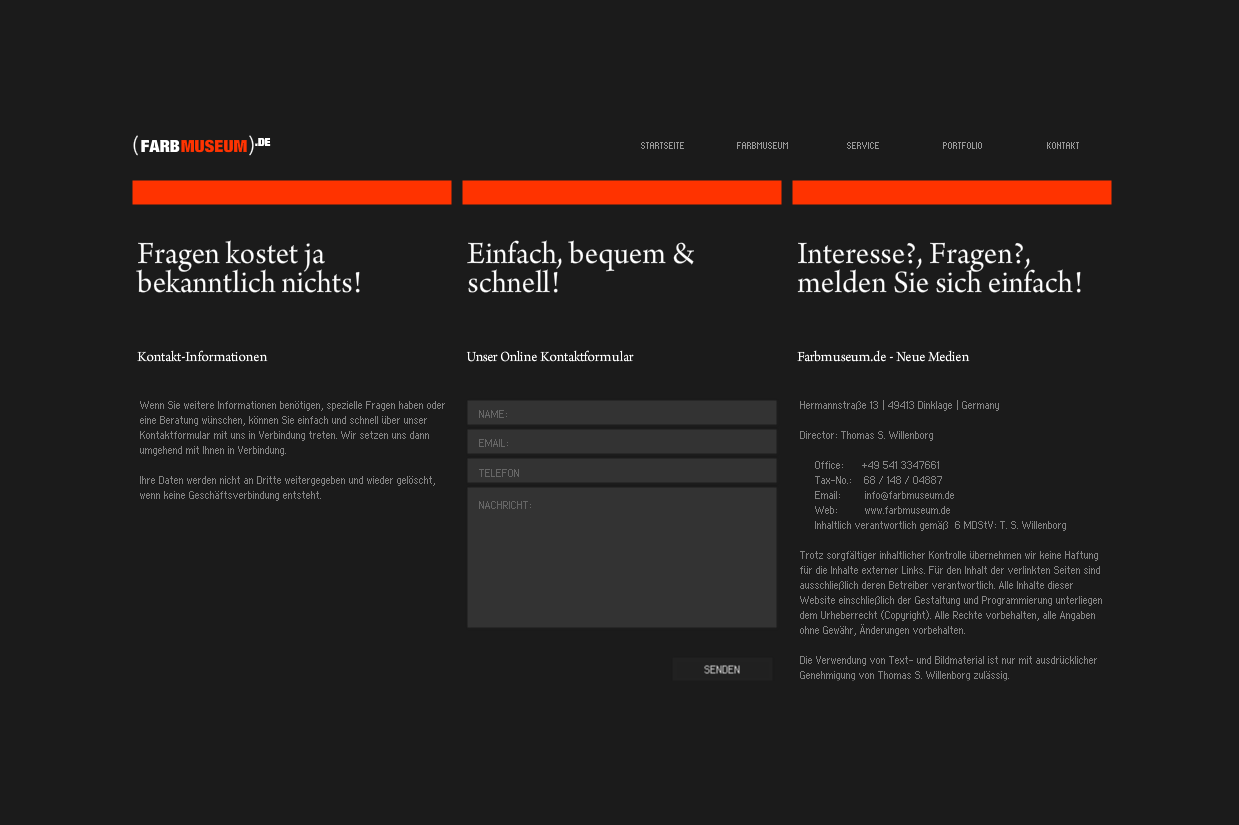 (FARBMUSEUM).DE
STARTSEITE FARBMUSEUM SERVICE PORTFOLIO KONTAKT
Fragen kostet ja
bekanntlich nichts!
Kontakt-Informationen
Wenn Sie weitere Informationen benötigen, spezielle Fragen haben oder
eine Beratung wünschen, können Sie einfach und schnell über unser
Kontaktformular mit uns in Verbindung treten. Wir setzen uns dann
umgehend mit Ihnen in Verbindung.
Ihre Daten werden nicht an Dritte weitergegeben und wieder gelöscht,
wenn keine Geschäftsverbindung entsteht.
Einfach, bequem &
schnell!
Unser Online Kontaktformular
NAME:
EMAIL:
TELEFON
NACHRICHT:
SENDEN
Interesse?, Fragen?,
melden Sie sich einfach!
Farbmuseum.de - Neue Medien
Hermannstraße 13 | 49413 Dinklage | Germany
Director: Thomas S. Willenborg
Office: +49 541 3347661
Tax-No.: 68 / 148 / 04887
Email: info@farbmuseum.de
Web: www.farbmuseum.de
Inhaltlich verantwortlich gemäß 6 MDStV: T. S. Willenborg
Trotz sorgfältiger inhaltlicher Kontrolle übernehmen wir keine Haftung
für die Inhalte externer Links. Für den Inhalt der verlinkten Seiten sind
ausschließlich deren Betreiber verantwortlich. Alle Inhalte dieser
Website einschließlich der Gestaltung und Programmierung unterliegen
dem Urheberrecht (Copyright). Alle Rechte vorbehalten, alle Angaben
ohne Gewähr, Änderungen vorbehalten.
Die Verwendung von Text- und Bildmaterial ist nur mit ausdrücklicher
Genehmigung von Thomas S. Willenborg zulässig.